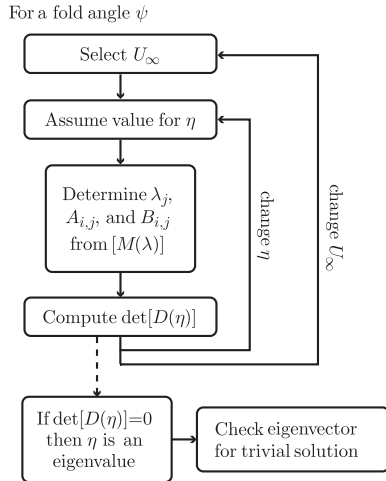 For a fold angle ψ
Select U∞
Assume value for η
Determine λj,
Ai,j, and Bi,j
from [M(λ)]
change η
change U∞
Compute det[D(η)]
If det[D(η)]=0
then η is an
eigenvalue
Check eigenvector
for trivial solution